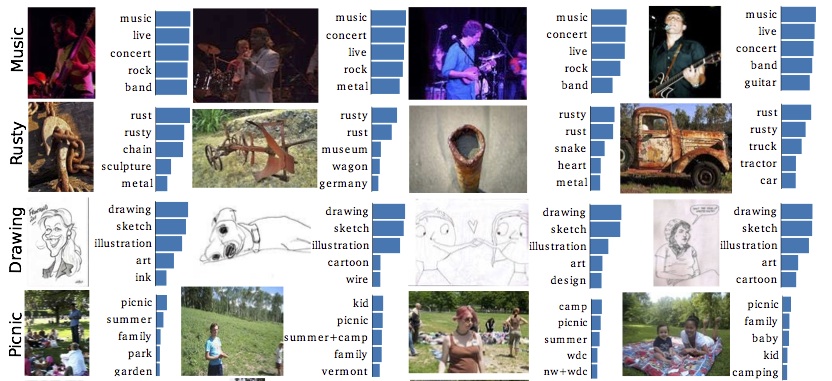 Music
music
live
concert
rock
band
music
concert
live
rock
metal
music
concert
live
rock
band
music
live
concert
band
guitar
Rusty
rust
rusty
chain
sculpture
metal
rusty
rust
museum
wagon
germany
rusty
rust
snake
heart
metal
rust
rusty
truck
tractor
car
Drawing
drawing
sketch
illustration
art
ink
drawing
sketch
illustration
cartoon
wire
drawing
sketch
illustration
art
design
drawing
sketch
illustration
art
cartoon
Picnic
picnic
summer
family
park
garden
kid
picnic
summer+camp
family
vermont
camp
picnic
summer
wdc
nw+wdc
picnic
family
baby
kid
camping